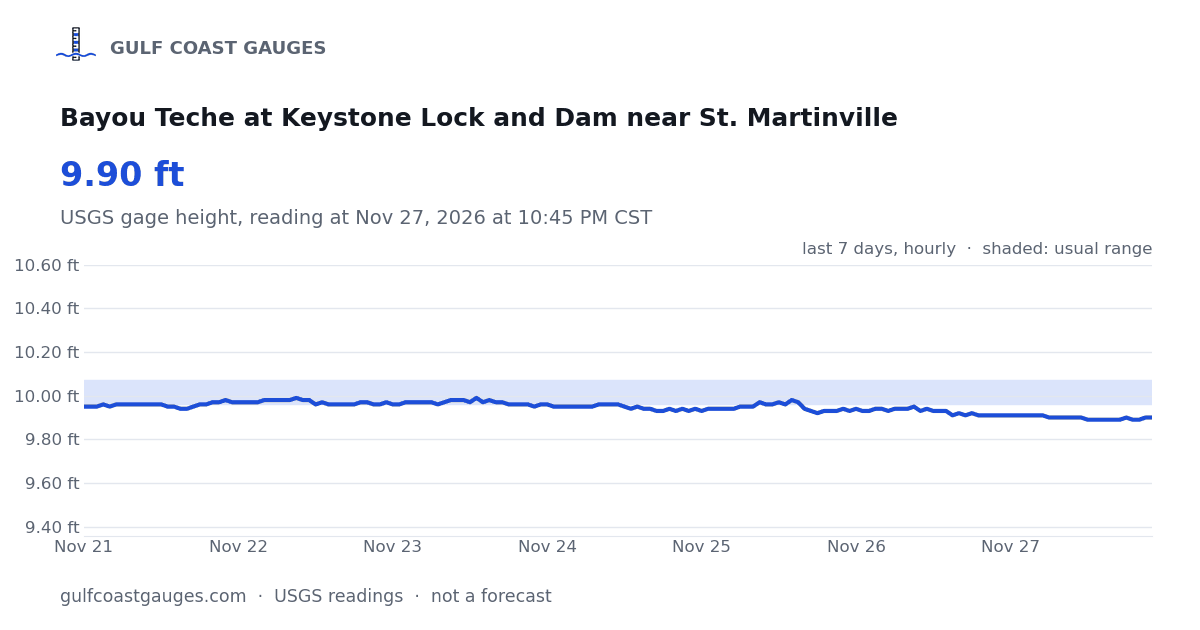 GULF COAST GAUGES
Bayou Teche at Keystone Lock and Dam near St. Martinville
9.90 ft
USGS gage height, reading at Nov 27, 2026 at 10:45 PM CST
last 7 days, hourly · shaded: usual range
10.60 ft
10.40 ft
10.20 ft
10.00 ft
9.80 ft
9.60 ft
9.40 ft
Nov 21 Nov 22 Nov 23 Nov 24 Nov 25 Nov 26 Nov 27
gulfcoastgauges.com · USGS readings · not a forecast